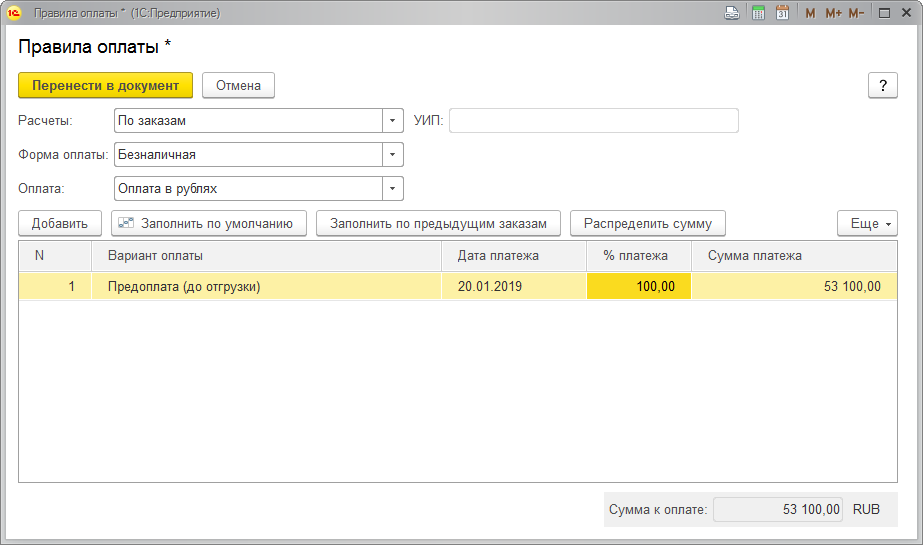 1С Правила оплаты * (1С:Предприятие) 31 M M+ M-
Правила оплаты *
Перенести в документ Отмена ?
Расчеты: По заказам УИП:
Форма оплаты: Безналичная
Оплата: Оплата в рублях
Добавить Заполнить по умолчанию Заполнить по предыдущим заказам Распределить сумму Еще
N Вариант оплаты Дата платежа % платежа Сумма платежа
1 Предоплата (до отгрузки) 20.01.2019 100,00 53 100,00
Сумма к оплате: 53 100,00 RUB